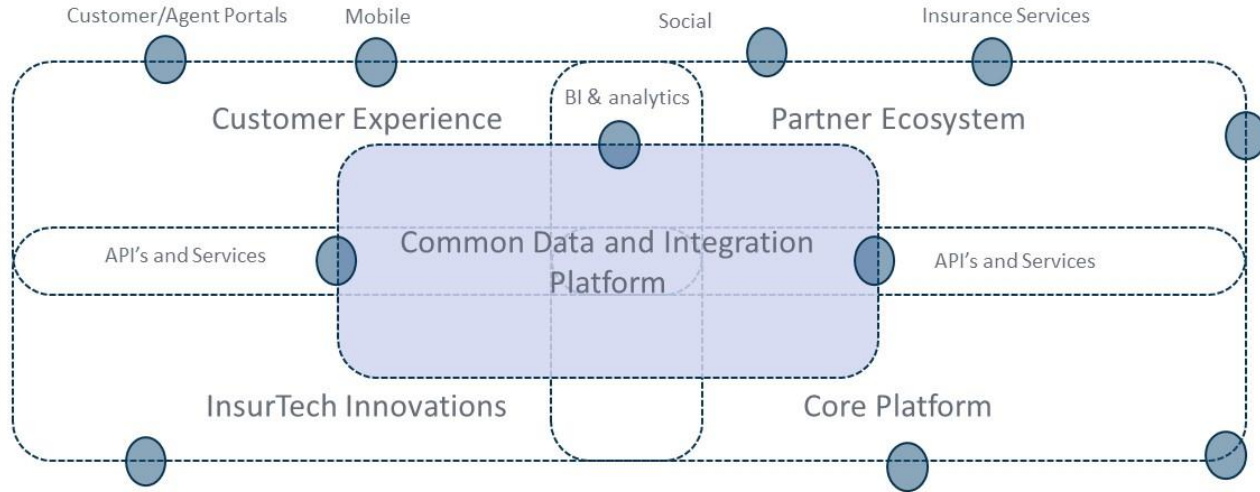 Customer/Agent Portals
Mobile
Social
Insurance Services
BI & analytics
Customer Experience
Partner Ecosystem
API's and Services
Common Data and Integration
Platform
API's and Services
InsurTech Innovations
Core Platform